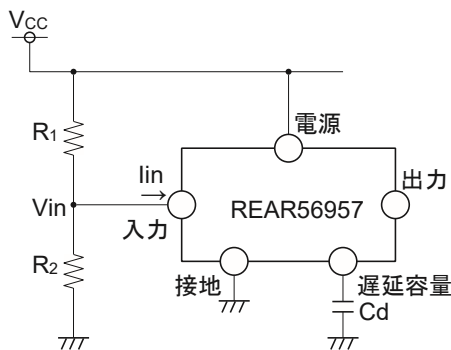 VCC
R1
電源
Iin
→
出力
Vin
REAR56957
入力
R2
接地
遅延容量
Cd